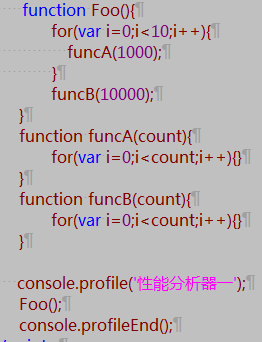 function Foo(){
for(var i=0;i<10;i++){
funcA(1000);
}
funcB(10000);
}
function funcA(count){
for(var i=0;i<count;i++){}
}
function funcB(count){
for(var i=0;i<count;i++){}
}
console.profile('性能分析器一');
Foo();
console.profileEnd();